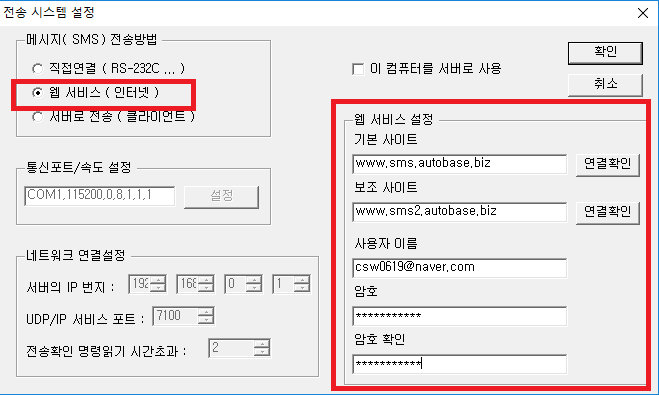 전송 시스템 설정
메시지( SMS ) 전송방법
직접연결 ( RS-232C ... )
웹 서비스 ( 인터넷 )
서버로 전송 ( 클라이언트 )
이 컴퓨터를 서버로 사용
확인
취소
통신포트/속도 설정
COM1,115200,0,8,1,1,1
설정
네트워크 연결설정
서버의 IP 번지 : 192 168 0 1
UDP/IP 서비스 포트 : 7100
전송확인 명령읽기 시간초과 : 2
웹 서비스 설정
기본 사이트
www.sms.autobase.biz
연결확인
보조 사이트
www.sms2.autobase.biz
연결확인
사용자 이름
csw0619@naver.com
암호
***********
암호 확인
***********